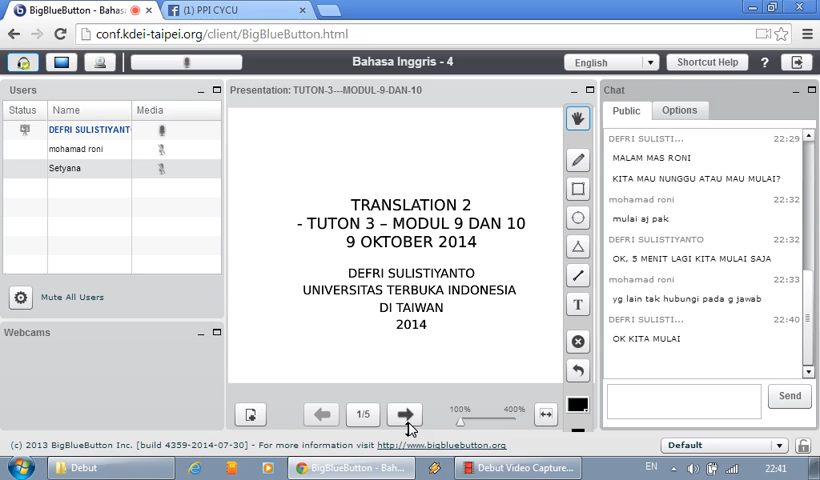 BigBlueButton - Bahasa
(1) PPI CYCU
conf.kdei-taipei.org/client/BigBlueButton.html
Bahasa Inggris - 4
English
Shortcut Help
?
Users
Status Name Media
DEFRI SULISTIYANT
mohamad roni
Setyana
Mute All Users
Webcams
Presentation: TUTON-3---MODUL-9-DAN-10
TRANSLATION 2
- TUTON 3 – MODUL 9 DAN 10
9 OKTOBER 2014
DEFRI SULISTIYANTO
UNIVERSITAS TERBUKA INDONESIA
DI TAIWAN
2014
1/5
100% 400%
T
Chat
Public Options
DEFRI SULISTI... 22:29
MALAM MAS RONI
KITA MAU NUNGGU ATAU MAU MULAI?
mohamad roni 22:32
mulai aj pak
DEFRI SULISTIYANTO 22:32
OK, 5 MENIT LAGI KITA MULAI SAJA
mohamad roni 22:33
yg lain tak hubungi pada g jawab
DEFRI SULISTI... 22:40
OK KITA MULAI
Send
(c) 2013 BigBlueButton Inc. [build 4359-2014-07-30] - For more information visit http://www.bigbluebutton.org
Default
Debut
BigBlueButton - Bah...
Debut Video Capture...
EN
22:41